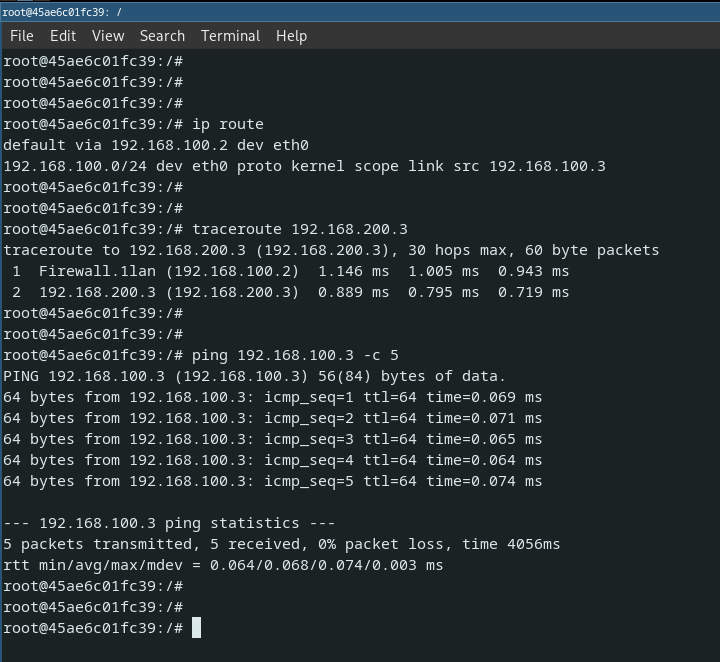 root@45ae6c01fc39: /
File Edit View Search Terminal Help
root@45ae6c01fc39:/#
root@45ae6c01fc39:/#
root@45ae6c01fc39:/#
root@45ae6c01fc39:/# ip route
default via 192.168.100.2 dev eth0
192.168.100.0/24 dev eth0 proto kernel scope link src 192.168.100.3
root@45ae6c01fc39:/#
root@45ae6c01fc39:/#
root@45ae6c01fc39:/# traceroute 192.168.200.3
traceroute to 192.168.200.3 (192.168.200.3), 30 hops max, 60 byte packets
 1  Firewall.1lan (192.168.100.2)  1.146 ms  1.005 ms  0.943 ms
 2  192.168.200.3 (192.168.200.3)  0.889 ms  0.795 ms  0.719 ms
root@45ae6c01fc39:/#
root@45ae6c01fc39:/#
root@45ae6c01fc39:/# ping 192.168.100.3 -c 5
PING 192.168.100.3 (192.168.100.3) 56(84) bytes of data.
64 bytes from 192.168.100.3: icmp_seq=1 ttl=64 time=0.069 ms
64 bytes from 192.168.100.3: icmp_seq=2 ttl=64 time=0.071 ms
64 bytes from 192.168.100.3: icmp_seq=3 ttl=64 time=0.065 ms
64 bytes from 192.168.100.3: icmp_seq=4 ttl=64 time=0.064 ms
64 bytes from 192.168.100.3: icmp_seq=5 ttl=64 time=0.074 ms
--- 192.168.100.3 ping statistics ---
5 packets transmitted, 5 received, 0% packet loss, time 4056ms
rtt min/avg/max/mdev = 0.064/0.068/0.074/0.003 ms
root@45ae6c01fc39:/#
root@45ae6c01fc39:/#
root@45ae6c01fc39:/#